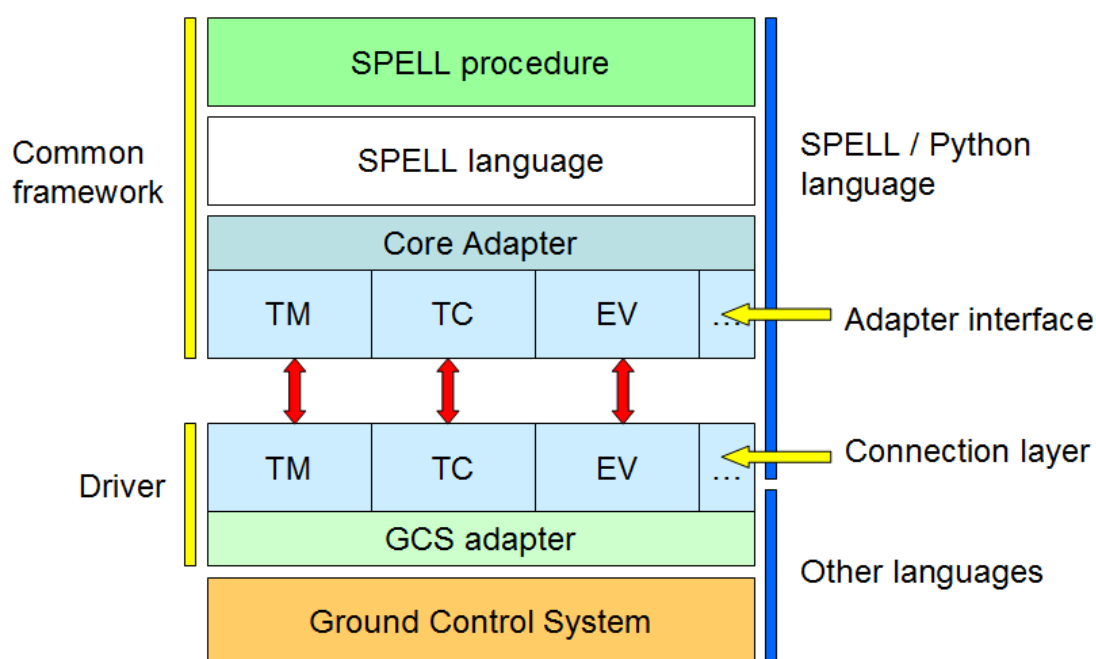 SPELL procedure
SPELL language
Common
framework
SPELL / Python
language
Core Adapter
TM
TC
EV
...
Adapter interface
TM
TC
EV
...
Connection layer
Driver
GCS adapter
Other languages
Ground Control System